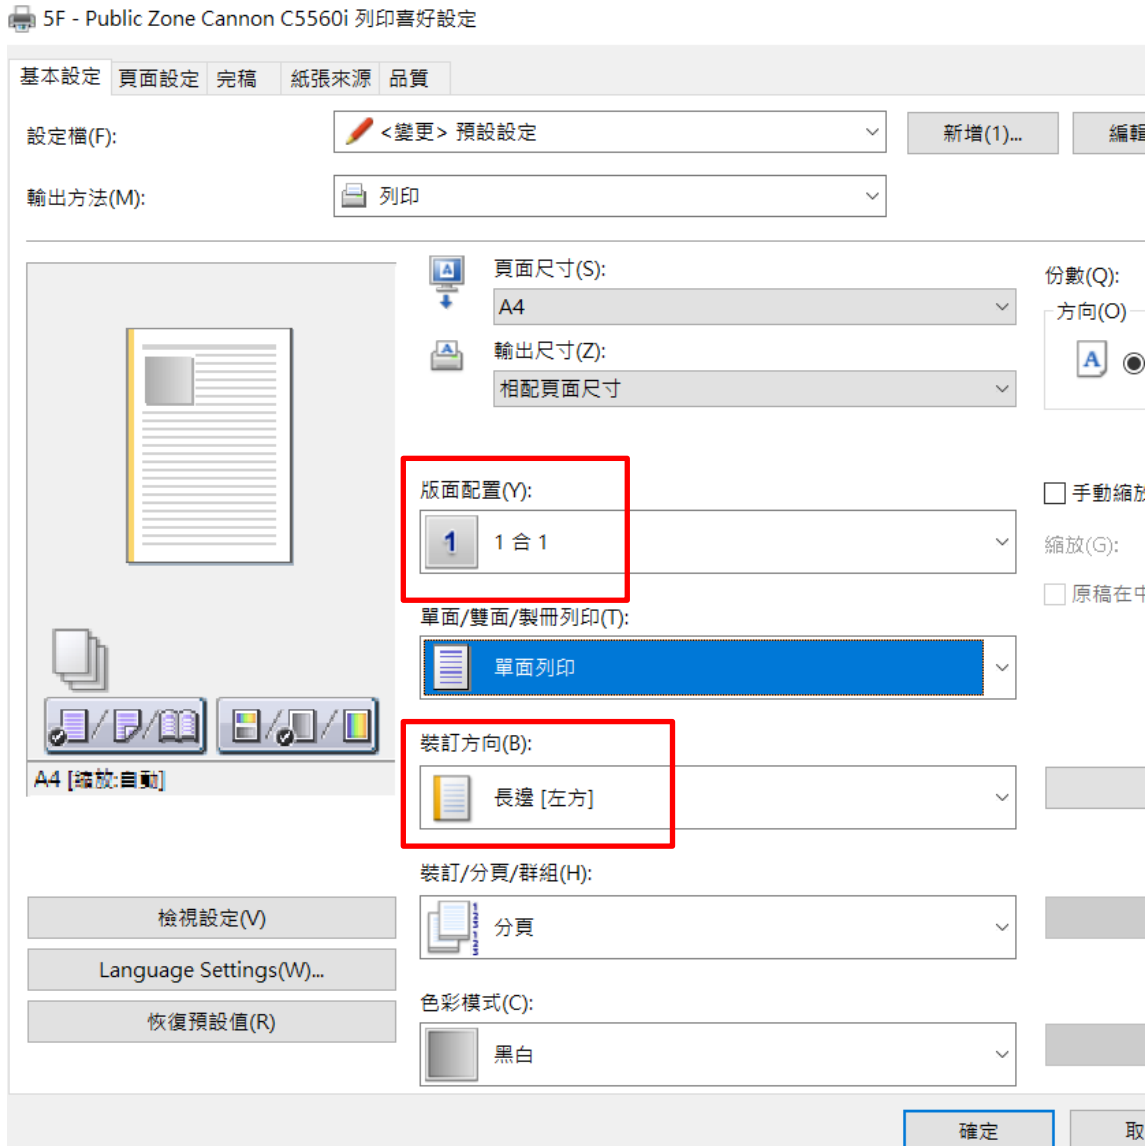 5F - Public Zone Cannon C5560i 列印喜好設定
基本設定 頁面設定 完稿 紙張來源 品質
設定檔(F):
<變更> 預設設定
新增(1)...
編輯
輸出方法(M):
列印
頁面尺寸(S):
A4
輸出尺寸(Z):
相配頁面尺寸
份數(Q):
方向(O)
A
版面配置(Y):
1 1 合 1
手動縮放
縮放(G):
原稿在中
單面/雙面/製冊列印(T):
單面列印
裝訂方向(B):
長邊 [左方]
A4 [縮放:自動]
裝訂/分頁/群組(H):
分頁
檢視設定(V)
Language Settings(W)...
恢復預設值(R)
色彩模式(C):
黑白
確定
取